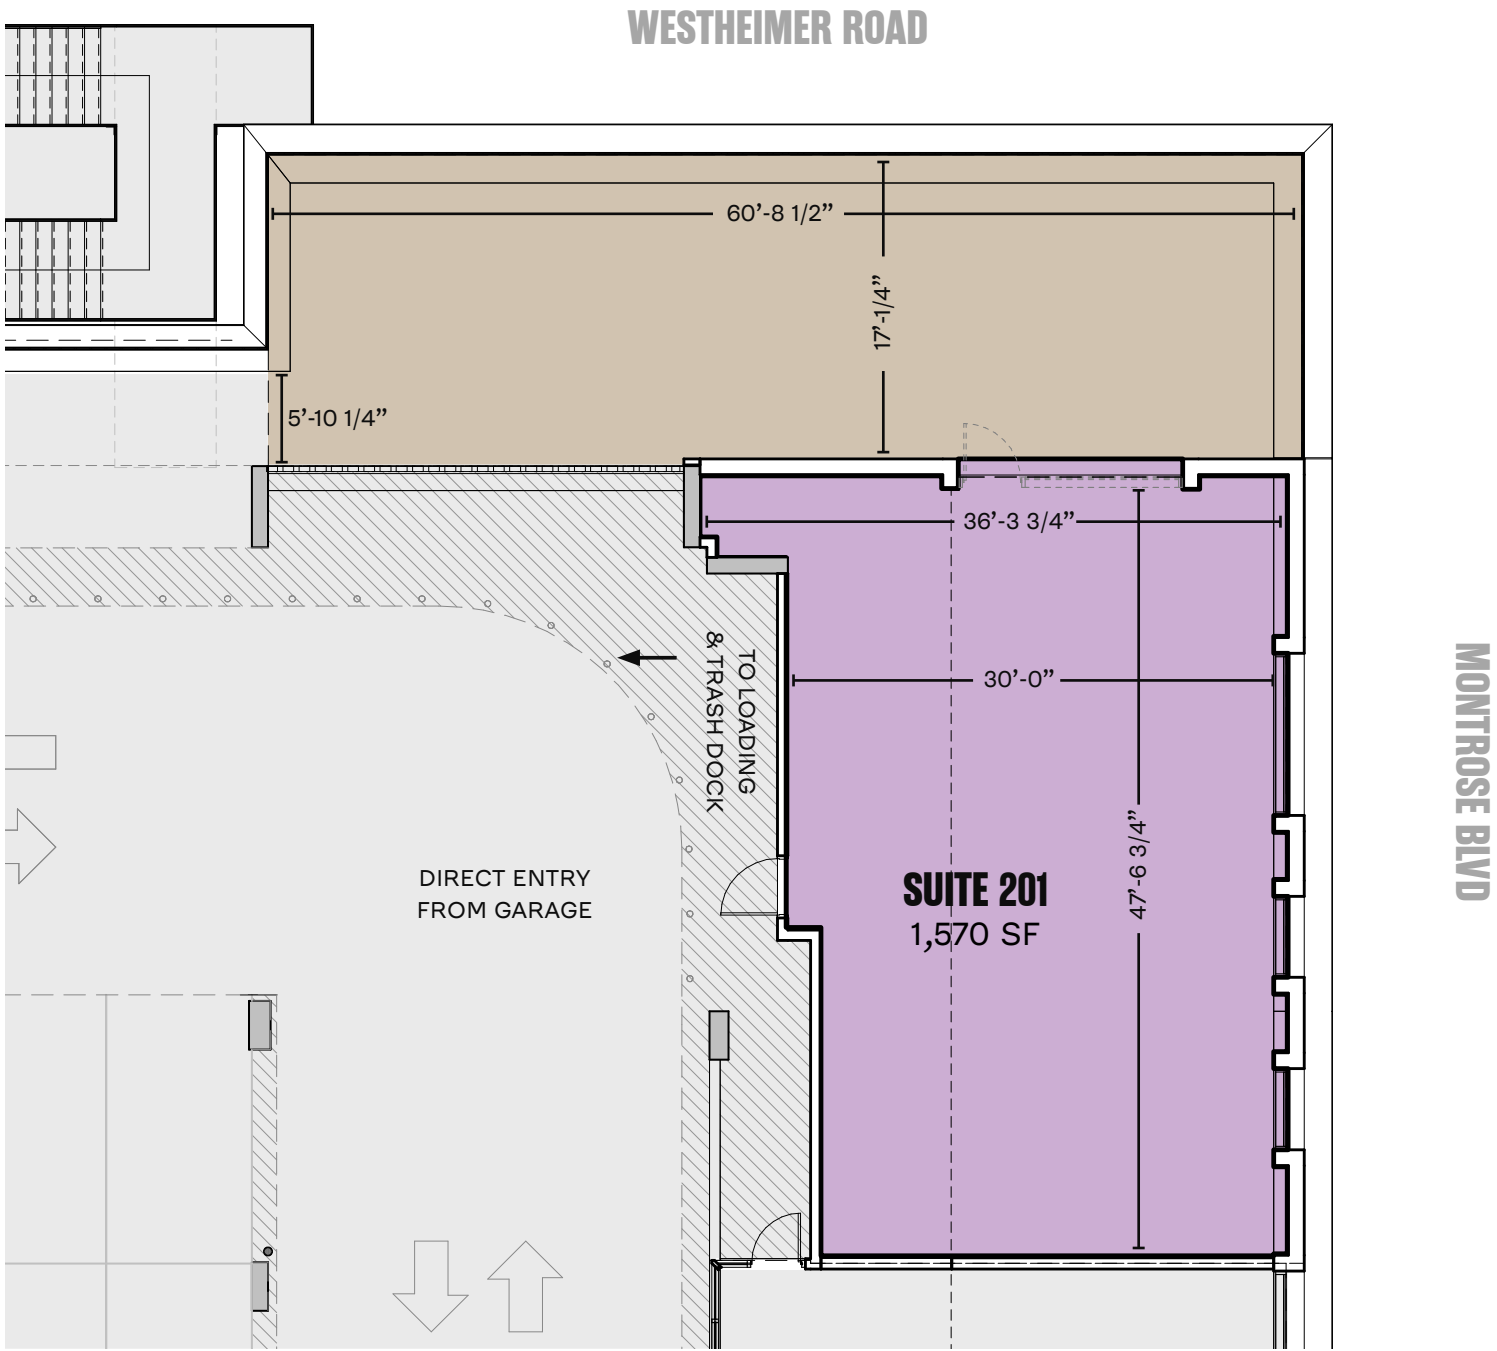 WESTHEIMER ROAD
60’-8 1/2”
17’-1/4”
5’-10 1/4”
36’-3 3/4”
30’-0”
TO LOADING
& TRASH DOCK
MONTROSE BLVD
47’-6 3/4”
DIRECT ENTRY
FROM GARAGE
SUITE 201
1,570 SF